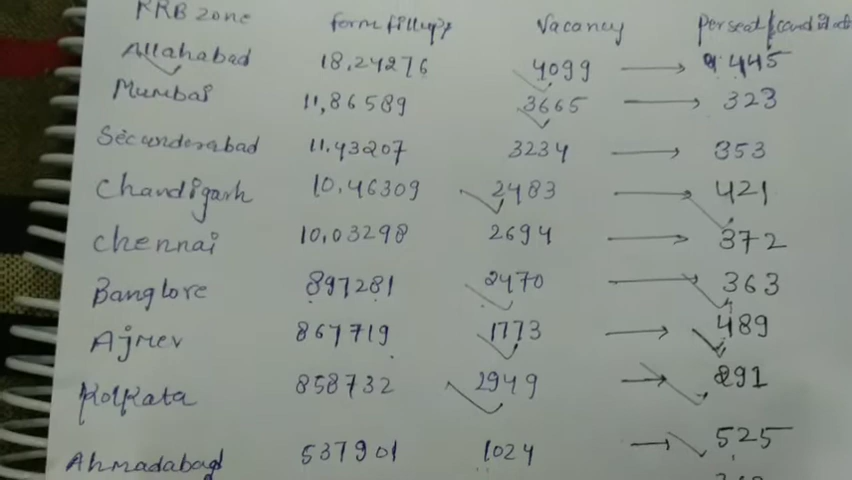 RRB zone form fillups Vacancy Per seat/candidate
Allahabad 18,24276 4099 → 445
Mumbai 11,86589 3665 → 323
Secunderabad 11.43207 3234 → 353
Chandigarh 10.46309 2483 → 421
Chennai 10,03298 2694 → 372
Banglore 897281 2470 → 363
Ajmer 867719 1773 → 489
Kolkata 858732 2949 → 291
Ahmadabad 537901 1024 → 525